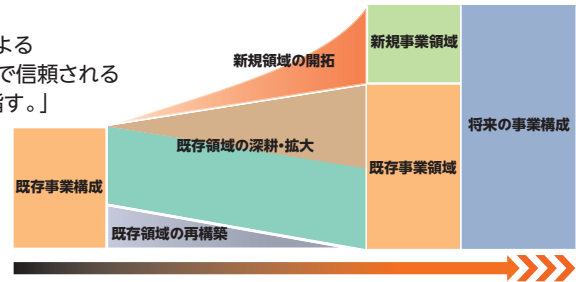 よる
で信頼される
指す。」
新規領域の開拓
新規事業領域
既存領域の深耕・拡大
将来の事業構成
既存事業構成
既存事業領域
既存領域の再構築